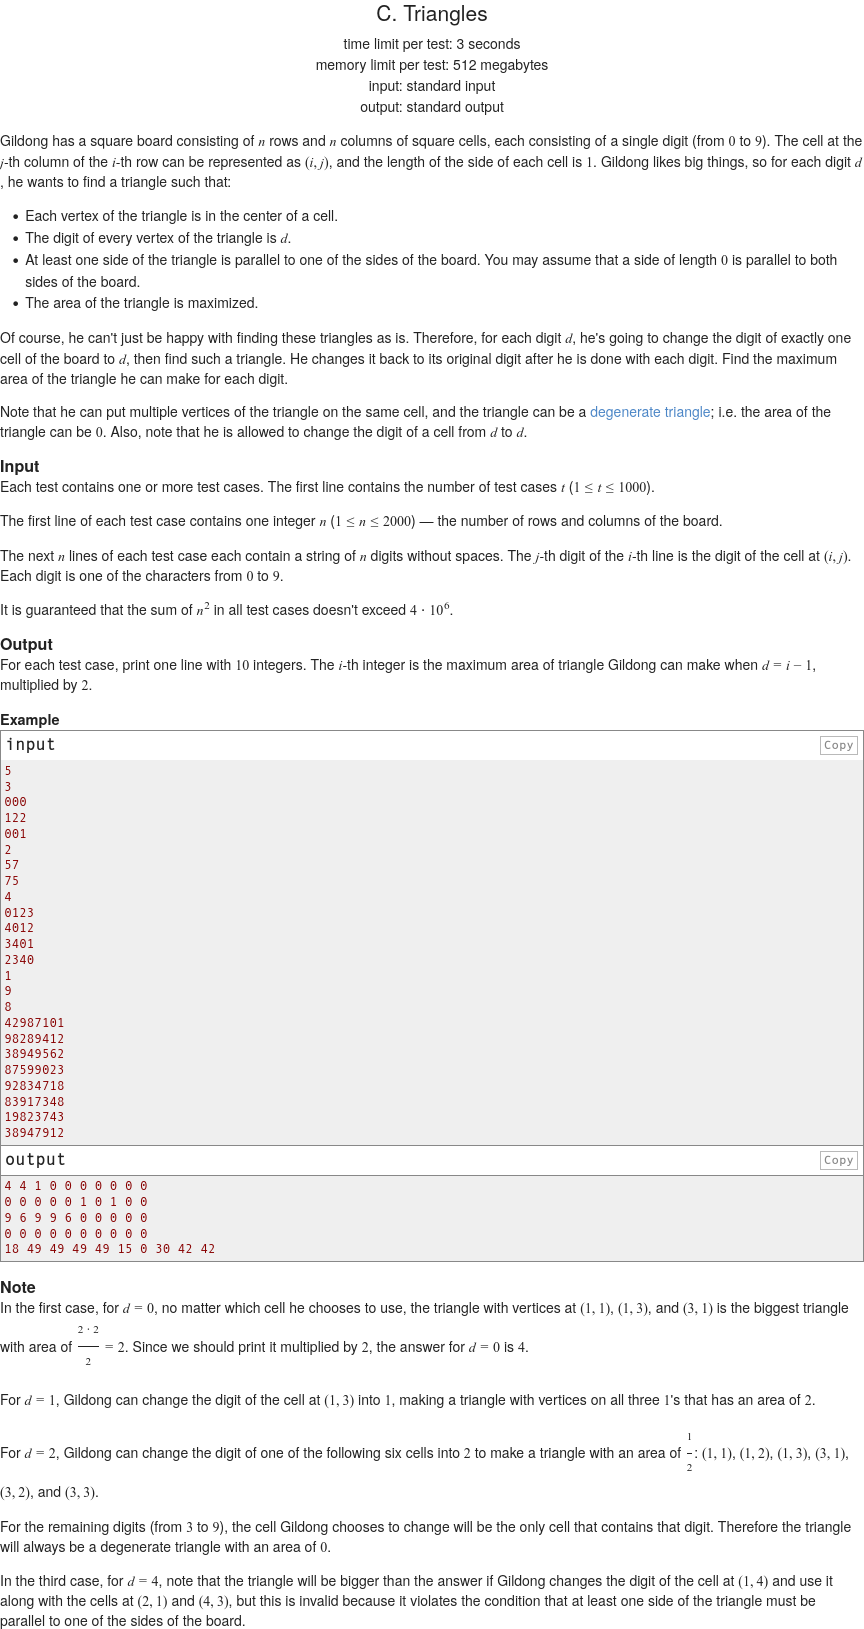 C. Triangles
time limit per test: 3 seconds
memory limit per test: 512 megabytes
input: standard input
output: standard output
Gildong has a square board consisting of n rows and n columns of square cells, each consisting of a single digit (from 0 to 9). The cell at the
j-th column of the i-th row can be represented as (i, j), and the length of the side of each cell is 1. Gildong likes big things, so for each digit d
, he wants to find a triangle such that:
• Each vertex of the triangle is in the center of a cell.
• The digit of every vertex of the triangle is d.
• At least one side of the triangle is parallel to one of the sides of the board. You may assume that a side of length 0 is parallel to both
sides of the board.
• The area of the triangle is maximized.
Of course, he can't just be happy with finding these triangles as is. Therefore, for each digit d, he's going to change the digit of exactly one
cell of the board to d, then find such a triangle. He changes it back to its original digit after he is done with each digit. Find the maximum
area of the triangle he can make for each digit.
Note that he can put multiple vertices of the triangle on the same cell, and the triangle can be a degenerate triangle; i.e. the area of the
triangle can be 0. Also, note that he is allowed to change the digit of a cell from d to d.
Input
Each test contains one or more test cases. The first line contains the number of test cases t (1 ≤ t ≤ 1000).
The first line of each test case contains one integer n (1 ≤ n ≤ 2000) — the number of rows and columns of the board.
The next n lines of each test case each contain a string of n digits without spaces. The j-th digit of the i-th line is the digit of the cell at (i, j).
Each digit is one of the characters from 0 to 9.
It is guaranteed that the sum of n² in all test cases doesn't exceed 4 · 10⁶.
Output
For each test case, print one line with 10 integers. The i-th integer is the maximum area of triangle Gildong can make when d = i − 1,
multiplied by 2.
Example
input
Copy
5
3
000
122
001
2
57
75
4
0123
4012
3401
2340
1
9
8
42987101
98289412
38949562
87599023
92834718
83917348
19823743
38947912
output
Copy
4 4 1 0 0 0 0 0 0 0
0 0 0 0 0 1 0 1 0 0
9 6 9 9 6 0 0 0 0 0
0 0 0 0 0 0 0 0 0 0
18 49 49 49 49 15 0 30 42 42
Note
In the first case, for d = 0, no matter which cell he chooses to use, the triangle with vertices at (1, 1), (1, 3), and (3, 1) is the biggest triangle
with area of 2 · 2 / 2 = 2. Since we should print it multiplied by 2, the answer for d = 0 is 4.
For d = 1, Gildong can change the digit of the cell at (1, 3) into 1, making a triangle with vertices on all three 1's that has an area of 2.
For d = 2, Gildong can change the digit of one of the following six cells into 2 to make a triangle with an area of 1 / 2: (1, 1), (1, 2), (1, 3), (3, 1),
(3, 2), and (3, 3).
For the remaining digits (from 3 to 9), the cell Gildong chooses to change will be the only cell that contains that digit. Therefore the triangle
will always be a degenerate triangle with an area of 0.
In the third case, for d = 4, note that the triangle will be bigger than the answer if Gildong changes the digit of the cell at (1, 4) and use it
along with the cells at (2, 1) and (4, 3), but this is invalid because it violates the condition that at least one side of the triangle must be
parallel to one of the sides of the board.